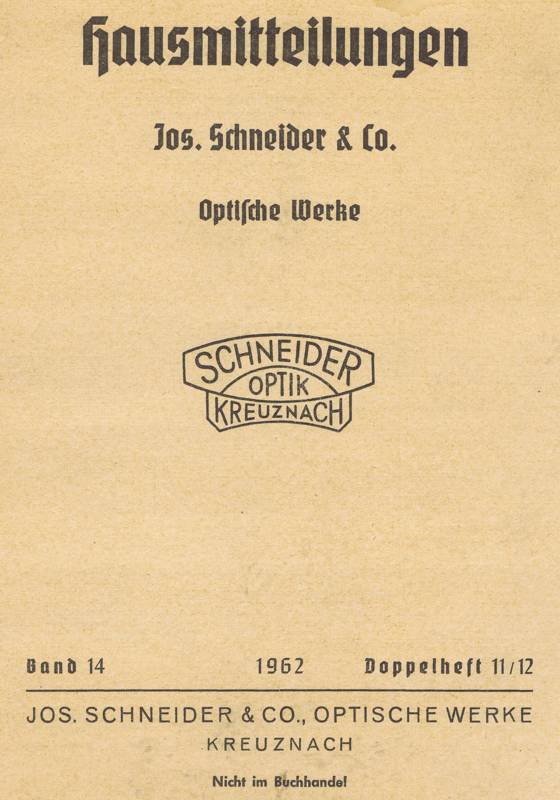 Hausmitteilungen
Jos. Schneider & Co.
Optische Werke
SCHNEIDER
OPTIK
KREUZNACH
Band 14 1962 Doppelheft 11/12
JOS. SCHNEIDER & CO., OPTISCHE WERKE
KREUZNACH
Nicht im Buchhandel